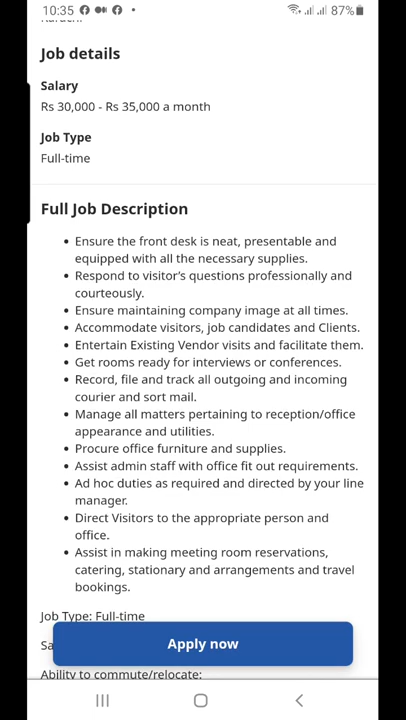 10:35 87%
Job details
Salary
Rs 30,000 - Rs 35,000 a month
Job Type
Full-time
Full Job Description
• Ensure the front desk is neat, presentable and
equipped with all the necessary supplies.
• Respond to visitor's questions professionally and
courteously.
• Ensure maintaining company image at all times.
• Accommodate visitors, job candidates and Clients.
• Entertain Existing Vendor visits and facilitate them.
• Get rooms ready for interviews or conferences.
• Record, file and track all outgoing and incoming
courier and sort mail.
• Manage all matters pertaining to reception/office
appearance and utilities.
• Procure office furniture and supplies.
• Assist admin staff with office fit out requirements.
• Ad hoc duties as required and directed by your line
manager.
• Direct Visitors to the appropriate person and
office.
• Assist in making meeting room reservations,
catering, stationary and arrangements and travel
bookings.
Job Type: Full-time
Sa
Apply now
Ability to commute/relocate: